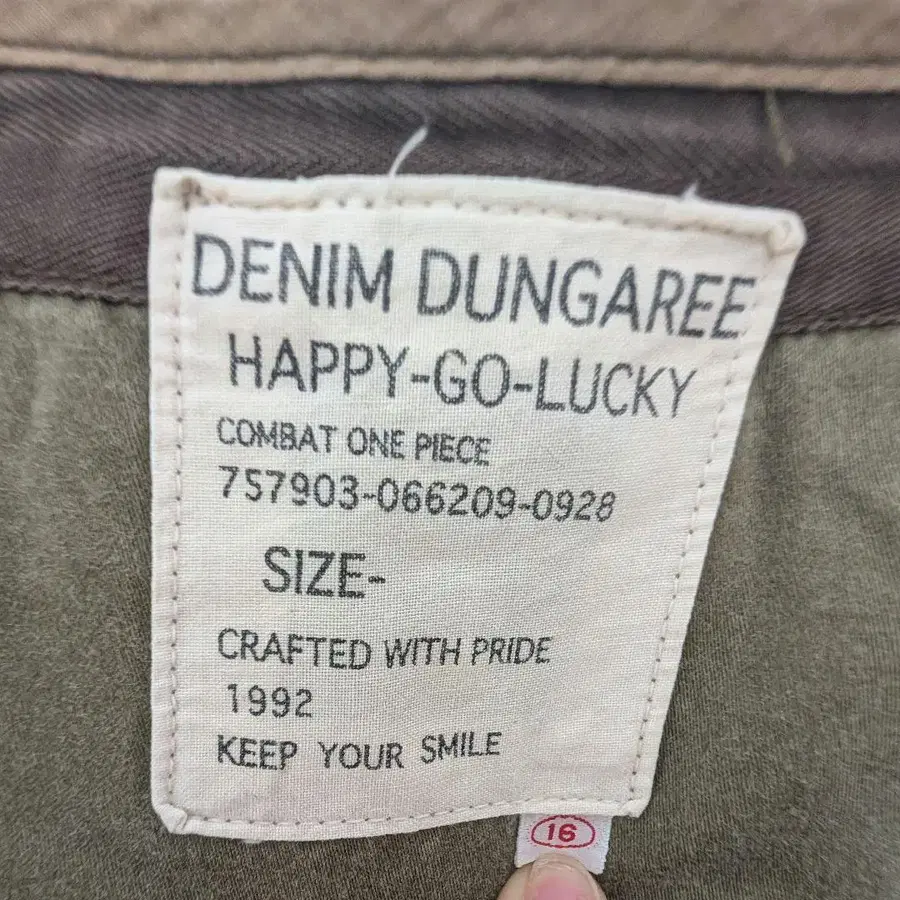 DENIM DUNGAREE
HAPPY-GO-LUCKY
COMBAT ONE PIECE
757903-066209-0928
SIZE-
CRAFTED WITH PRIDE
1992
KEEP YOUR SMILE
16